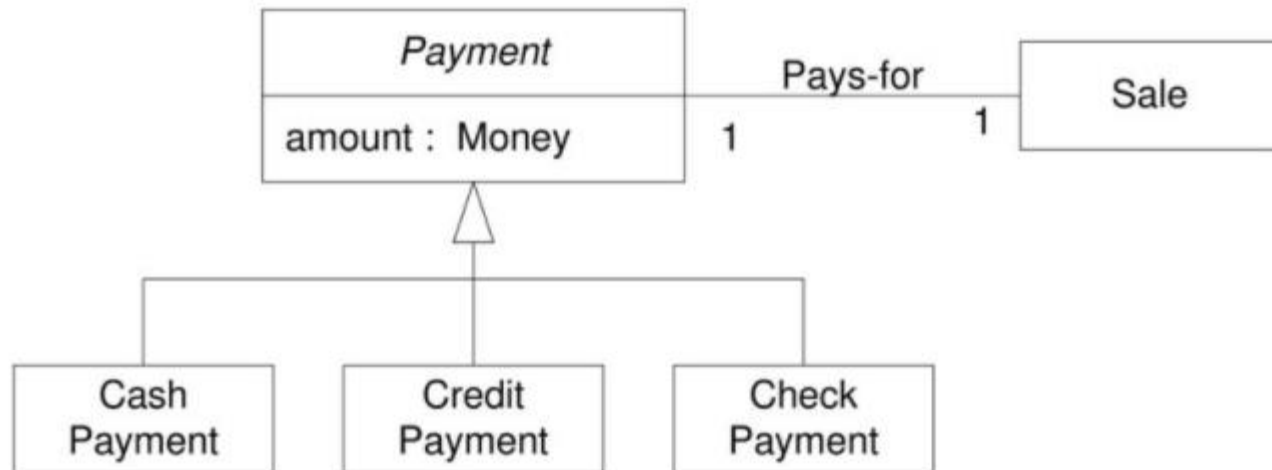 Payment
amount : Money
Pays-for
1
1
Sale
Cash
Payment
Credit
Payment
Check
Payment